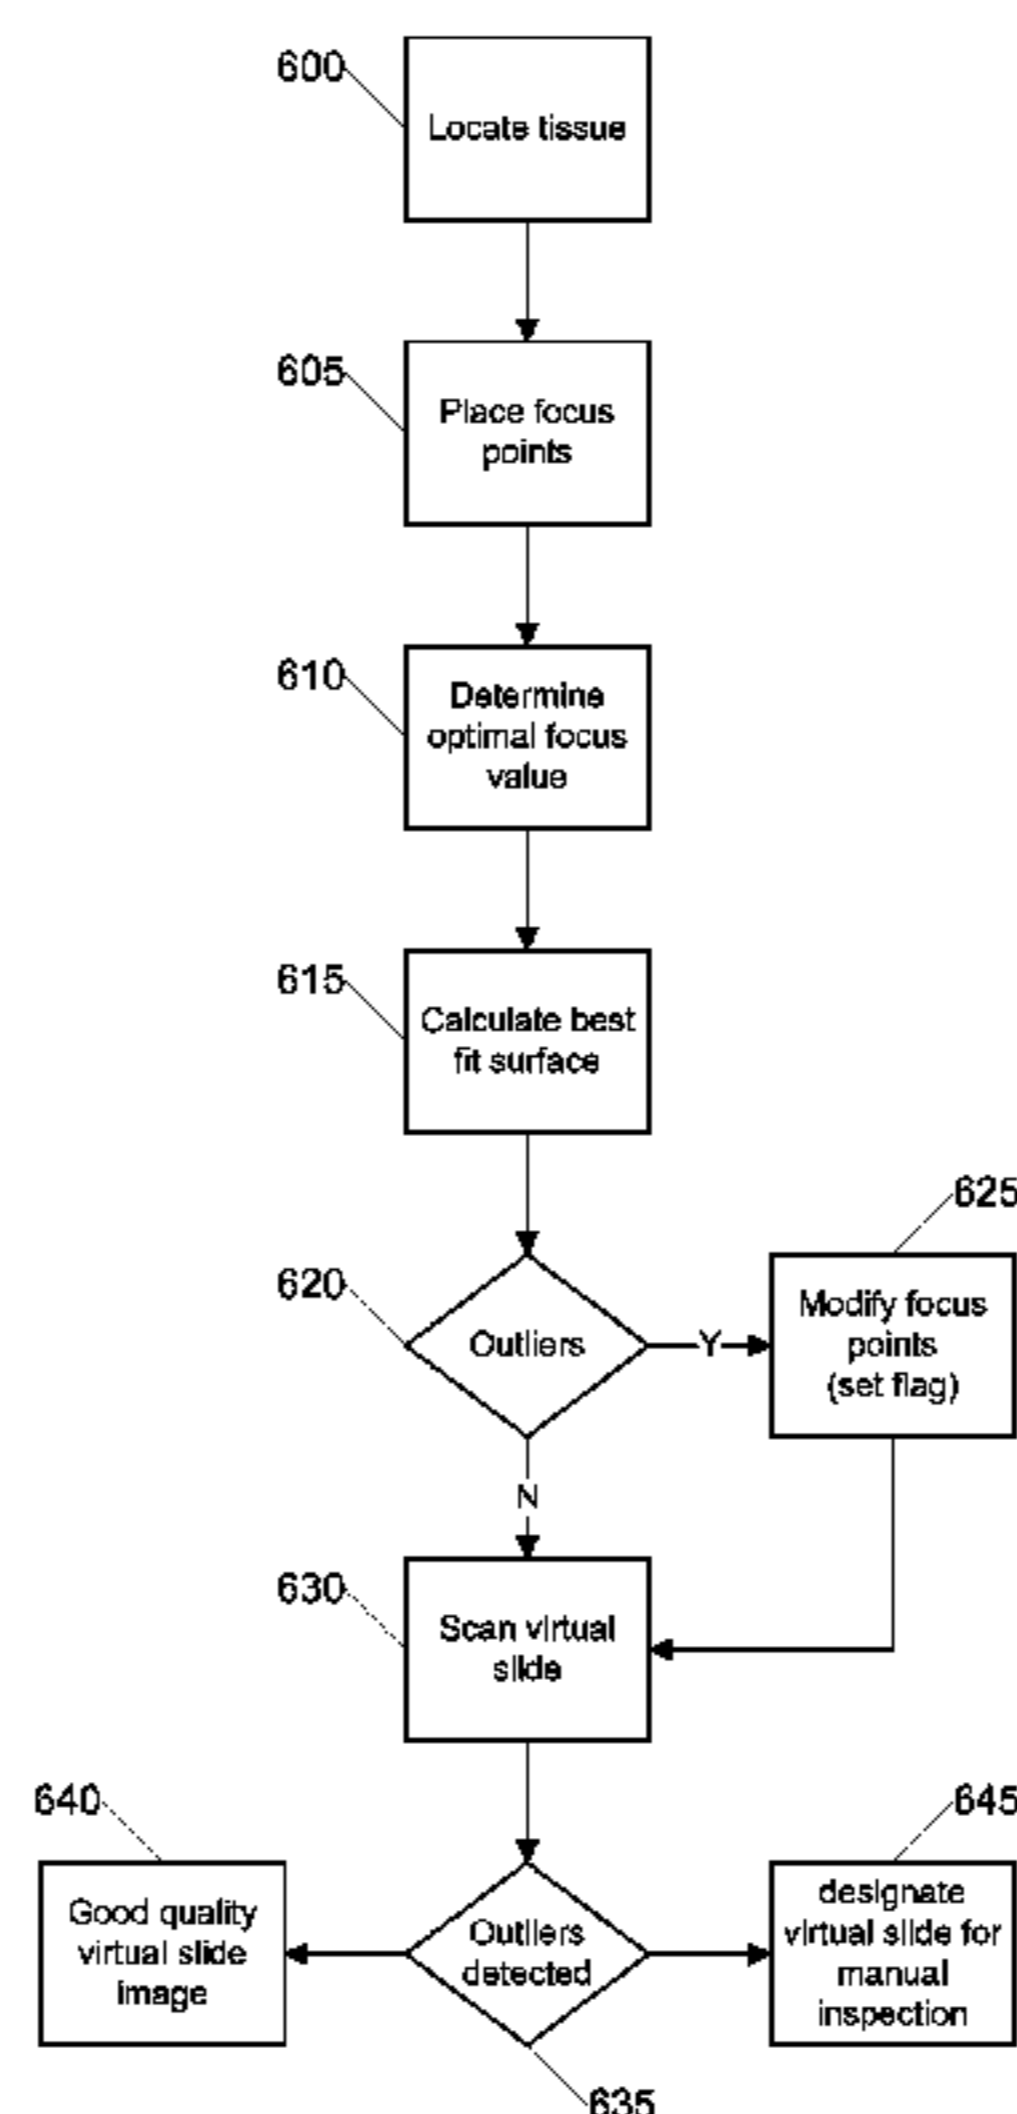 600
Locate tissue
605
Place focus
points
610
Determine
optimal focus
value
615
Calculate best
fit surface
620
Outliers
Y
625
Modify focus
points
(set flag)
N
630
Scan virtual
slide
640
Good quality
virtual slide
image
Outliers
detected
635
645
designate
virtual slide for
manual
inspection